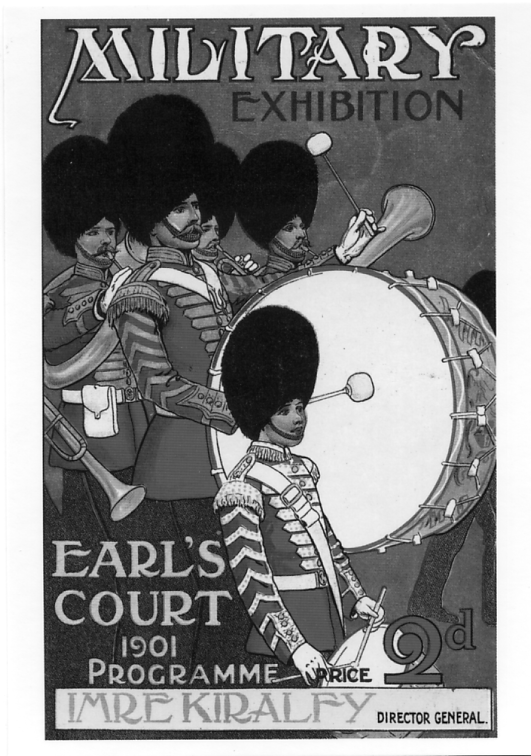 MILITARY
EXHIBITION
EARL'S
COURT
1901
PROGRAMME
PRICE 2d
IMRE KIRALFY DIRECTOR GENERAL.